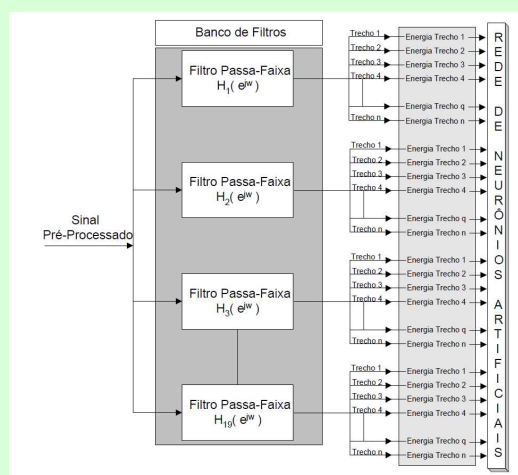 Banco de Filtros
Sinal
Pré-Processado
Filtro Passa-Faixa
H1( e^jw )
Trecho 1
Trecho 2
Trecho 3
Trecho 4
Trecho n
Energia Trecho 1
Energia Trecho 2
Energia Trecho 3
Energia Trecho 4
Energia Trecho q
Energia Trecho n
Filtro Passa-Faixa
H2( e^jw )
Trecho 1
Trecho 2
Trecho 3
Trecho 4
Trecho n
Energia Trecho 1
Energia Trecho 2
Energia Trecho 3
Energia Trecho 4
Energia Trecho q
Energia Trecho n
Filtro Passa-Faixa
H3( e^jw )
Trecho 1
Trecho 2
Trecho 3
Trecho 4
Trecho n
Energia Trecho 1
Energia Trecho 2
Energia Trecho 3
Energia Trecho 4
Energia Trecho q
Energia Trecho n
Filtro Passa-Faixa
H19( e^jw )
Trecho 1
Trecho 2
Trecho 3
Trecho 4
Trecho n
Energia Trecho 1
Energia Trecho 2
Energia Trecho 3
Energia Trecho 4
Energia Trecho q
Energia Trecho n
REDE DE NEURÔNIOS ARTIFICIAIS